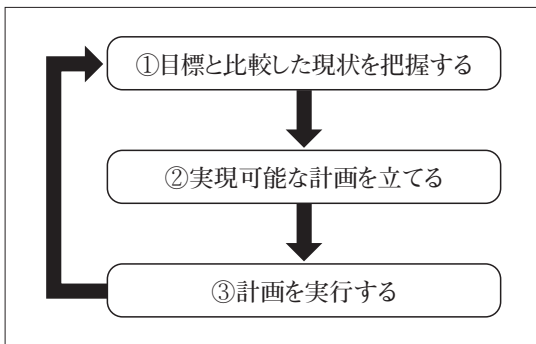 ①目標と比較した現状を把握する
②実現可能な計画を立てる
③計画を実行する